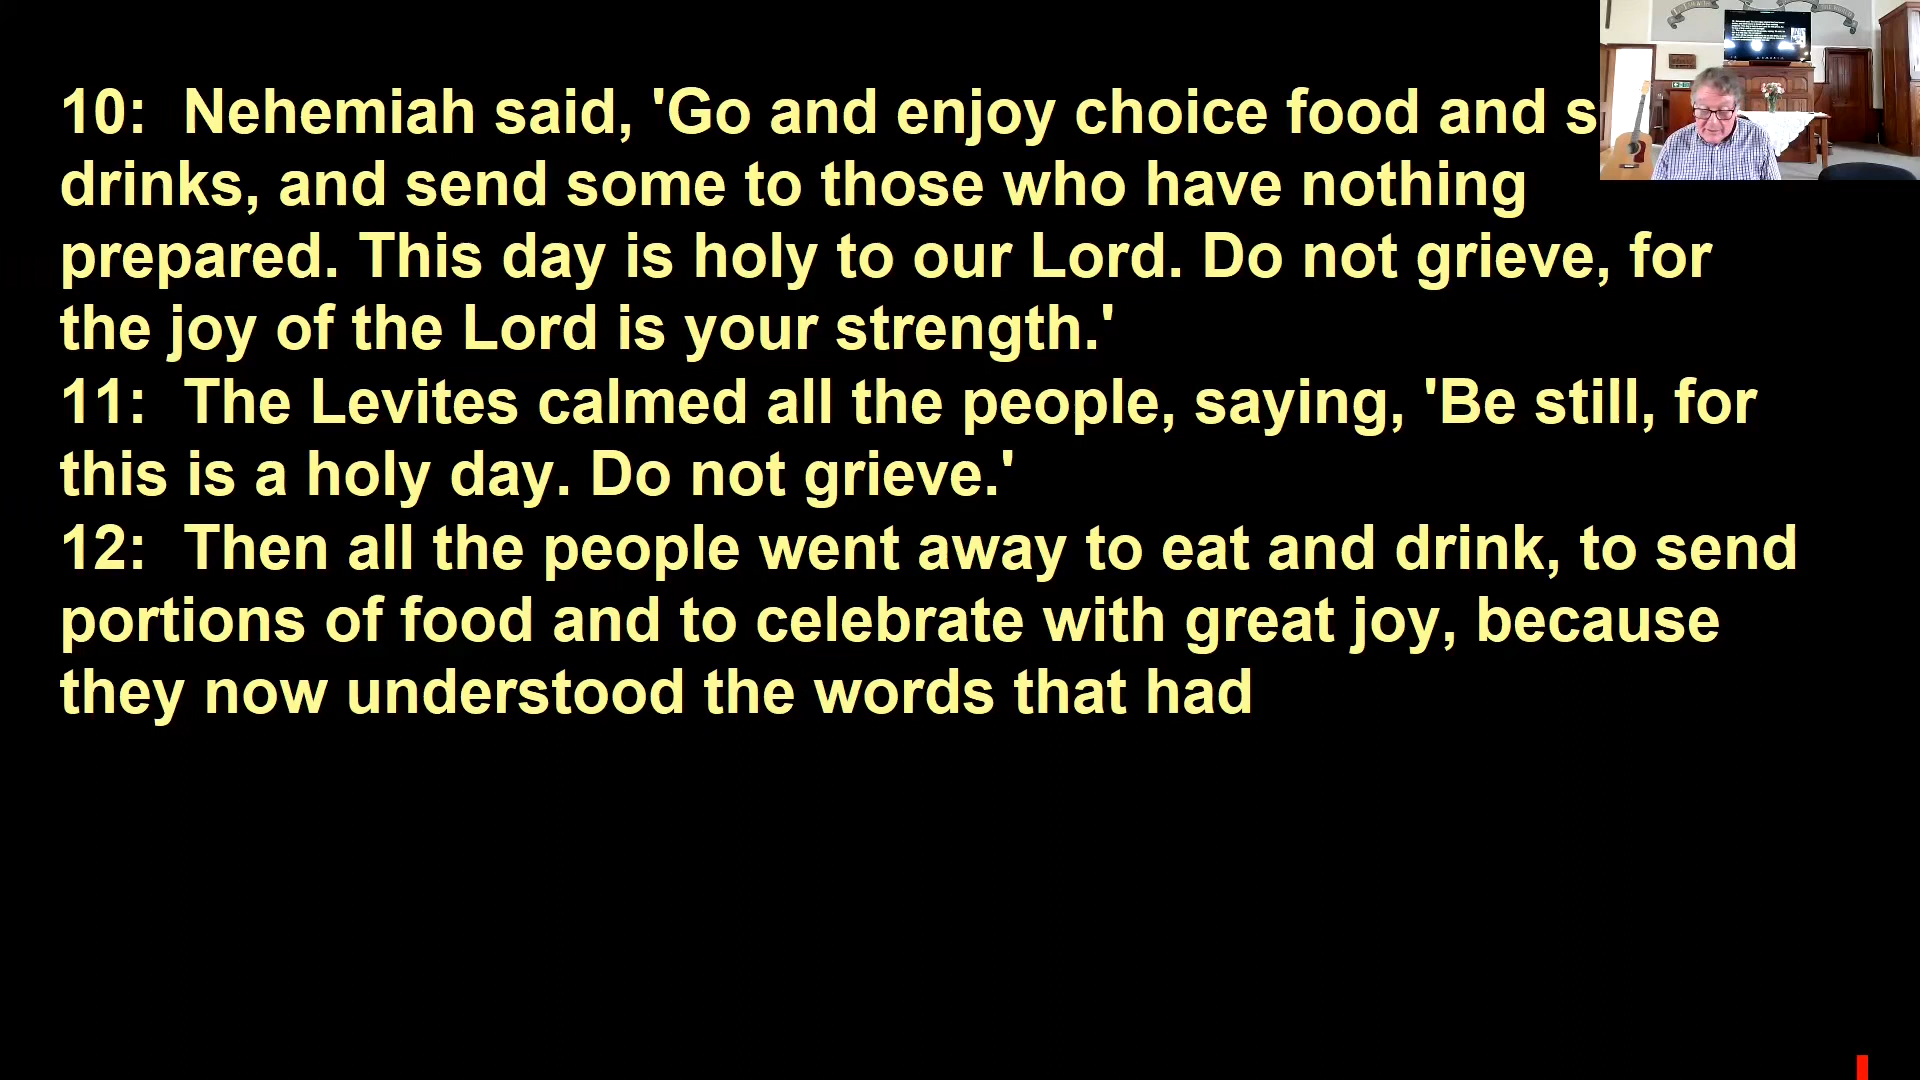 10: Nehemiah said, 'Go and enjoy choice food and s
drinks, and send some to those who have nothing
prepared. This day is holy to our Lord. Do not grieve, for
the joy of the Lord is your strength.'
11: The Levites calmed all the people, saying, 'Be still, for
this is a holy day. Do not grieve.'
12: Then all the people went away to eat and drink, to send
portions of food and to celebrate with great joy, because
they now understood the words that had